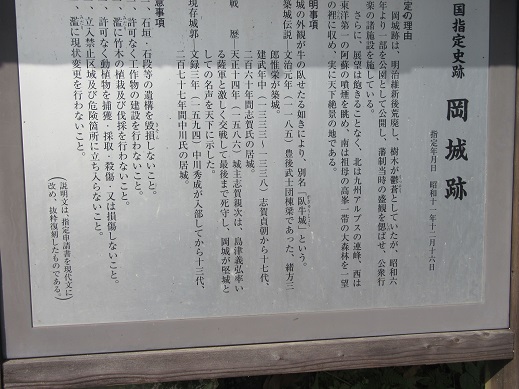 国指定史跡 岡城跡
指定年月日 昭和十一年十二月十六日
定の理由
岡城跡は、明治維新後荒廃し、樹木が鬱蒼としていたが、昭和六
年より一部を公園として公開し、藩制当時の盛観を偲ばせ、公衆行
楽の諸施設を施している。
さらに、展望は飽きることなく、北は九州アルプスの連峰、西は
東洋第一の阿蘇の噴煙を眺め、南は祖母の高峯一帯の大森林を一望
の裡に収め、実に天下絶景の地である。
明事項
城の外観が牛の臥せたる如きにより、別名「臥牛城」という。
築城伝説 文治元年(一一八五)豊後武士団棟梁であった、緒方三
郎惟栄が築城。
建武年中(一三三三~一三三八)志賀貞朝から十七代、
二百六十年間志賀氏の居城。
戦歴 天正十四年(一五八六)城主志賀親次は、島津義弘率い
る薩軍と激しく交戦して最後まで死守し、岡城が堅城と
しての名声を天下に示した。
現存城郭 文録三年(一五九四)中川秀成が入部してから十三代、
二百七十七年間中川氏の居城。
意事項
一、石垣・石段等の遺構を毀損しないこと。
一、許可なく工作物の建設を行わないこと。
一、濫に竹木の植栽及び伐採を行わないこと。
一、許可なく動植物を捕獲・採取・殺傷・又は損傷しないこと。
一、立入禁止区域及び危険箇所に立ち入らないこと。
一、濫に現状変更を行わないこと。
(説明文は、指定申請書を現代文に
改め、抜粋復刻したものである。)